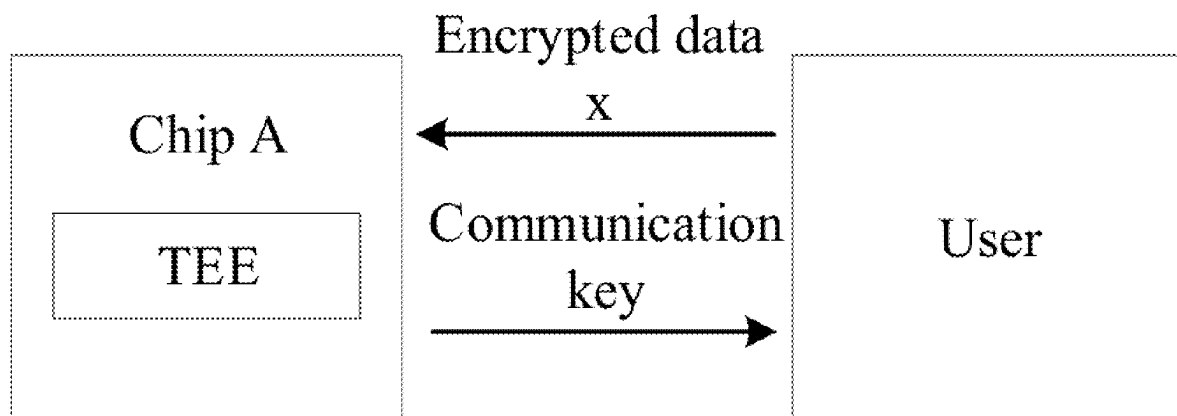 Encrypted data
x
Chip A
TEE
Communication
key
User